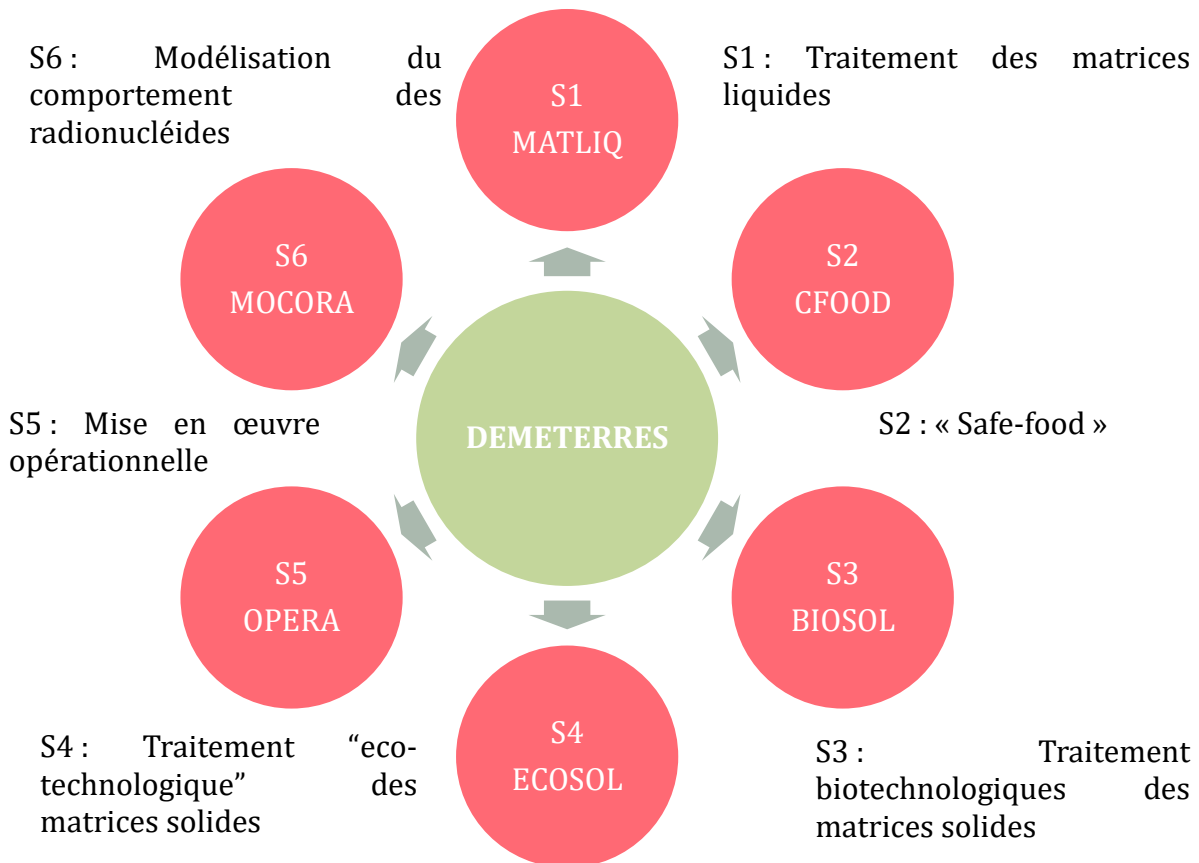 S6 : Modélisation du
comportement des
radionucléides
S1
MATLIQ
S1 : Traitement des matrices
liquides
S6
MOCORA
S2
CFOOD
S5 : Mise en œuvre
opérationnelle
DEMETERRES
S2 : « Safe-food »
S5
OPERA
S3
BIOSOL
S4 : Traitement “eco-
technologique” des
matrices solides
S4
ECOSOL
S3 : Traitement
biotechnologiques des
matrices solides